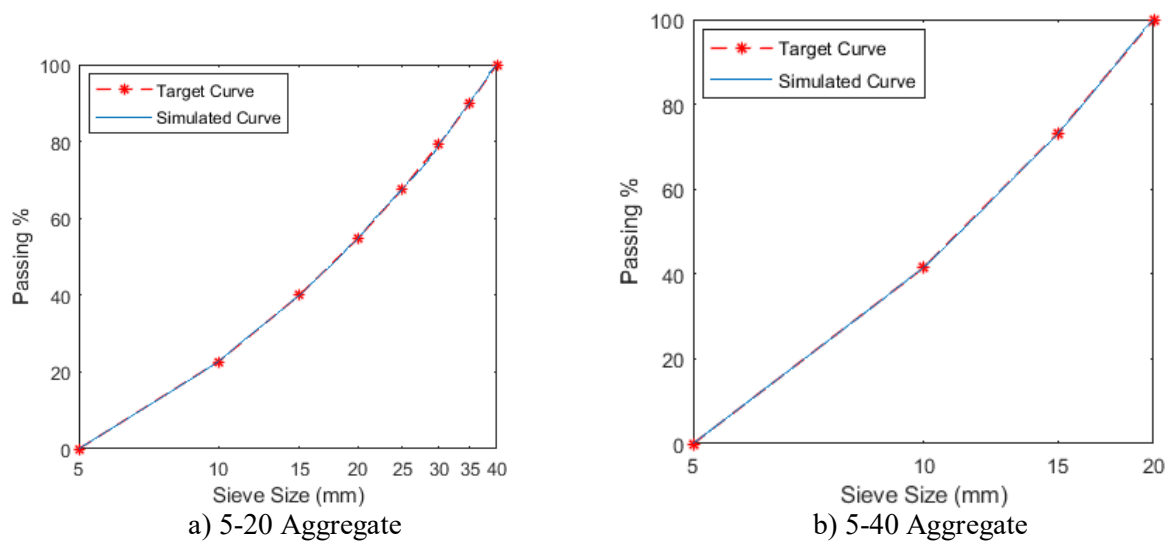 100
80
60
40
20
0
Passing %
Target Curve
Simulated Curve
5 10 15 20 25 30 35 40
Sieve Size (mm)
a) 5-20 Aggregate
100
80
60
40
20
0
Passing %
Target Curve
Simulated Curve
5 10 15 20
Sieve Size (mm)
b) 5-40 Aggregate